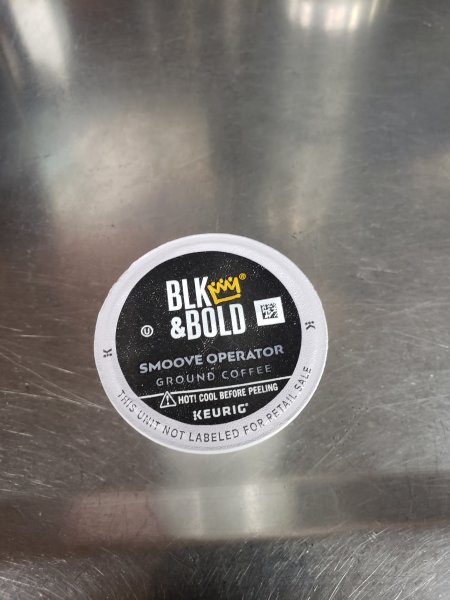 BLK
&BOLD®
SMOOVE OPERATOR
GROUND COFFEE
HOT! COOL BEFORE PEELING
KEURIG®
THIS UNIT NOT LABELED FOR RETAIL SALE
U
K
K